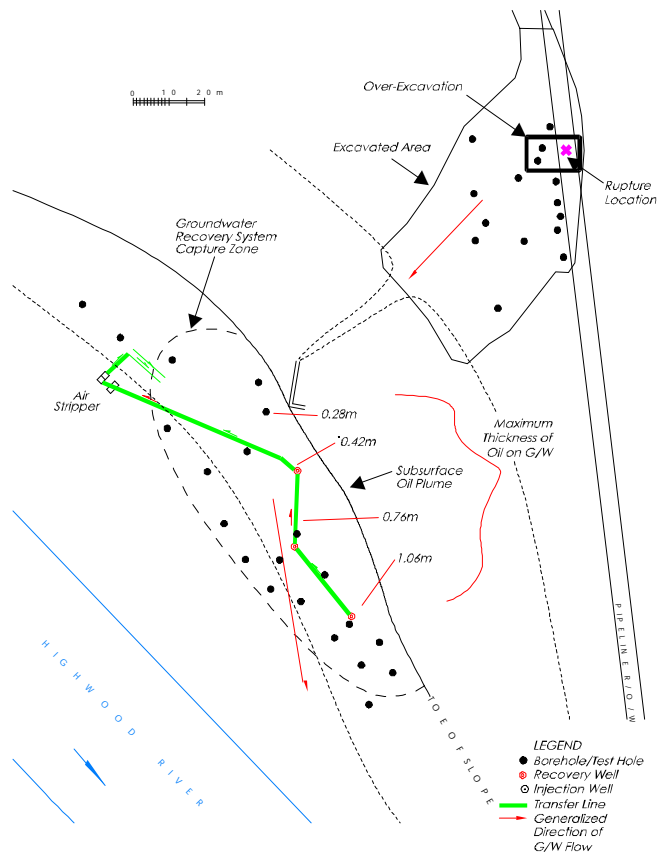 0 10 20 m
Over-Excavation
Excavated Area
Rupture
Location
Groundwater
Recovery System
Capture Zone
Air
Stripper
0.28m
0.42m
Maximum
Thickness of
Oil on G/W
Subsurface
Oil Plume
0.76m
1.06m
PIPELINE R/O/W
HIGHWOOD RIVER
TOE OF SLOPE
LEGEND
Borehole/Test Hole
Recovery Well
Injection Well
Transfer Line
Generalized
Direction of
G/W Flow